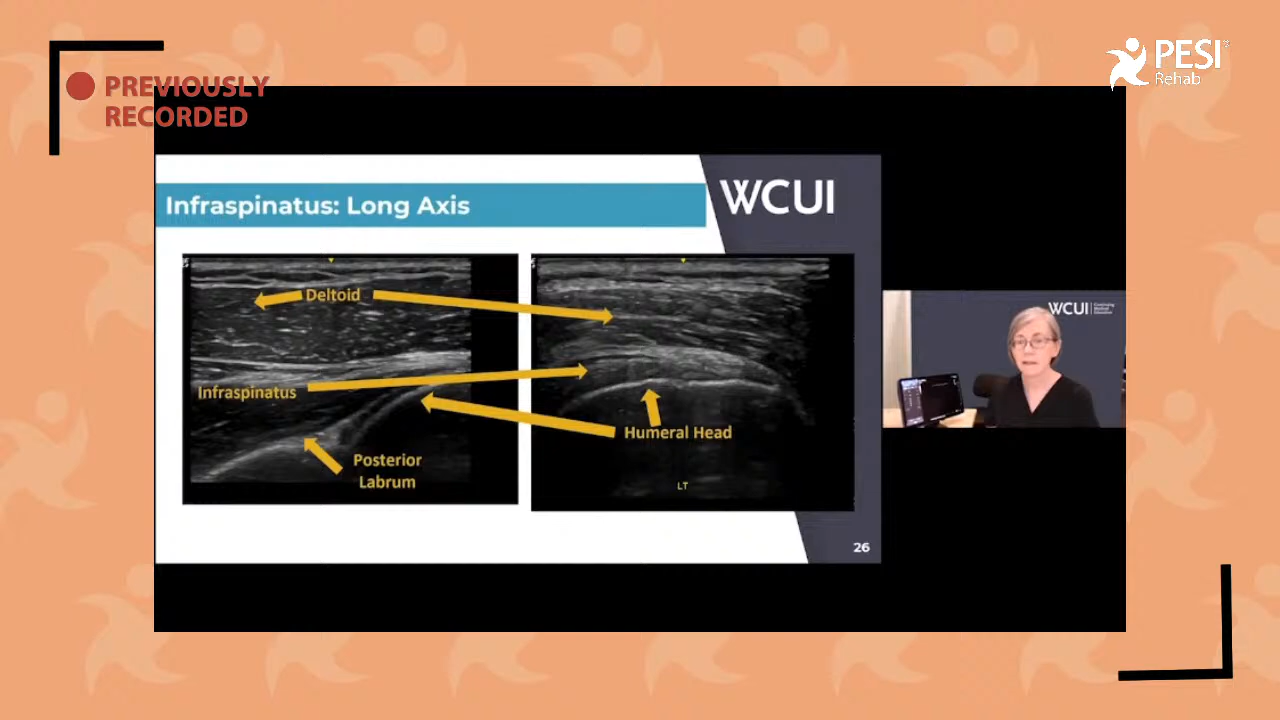 PREVIOUSLY
RECORDED
PESI
Rehab
Infraspinatus: Long Axis
WCUI
Deltoid
Infraspinatus
Humeral Head
Posterior
Labrum
LT
26
WCUI